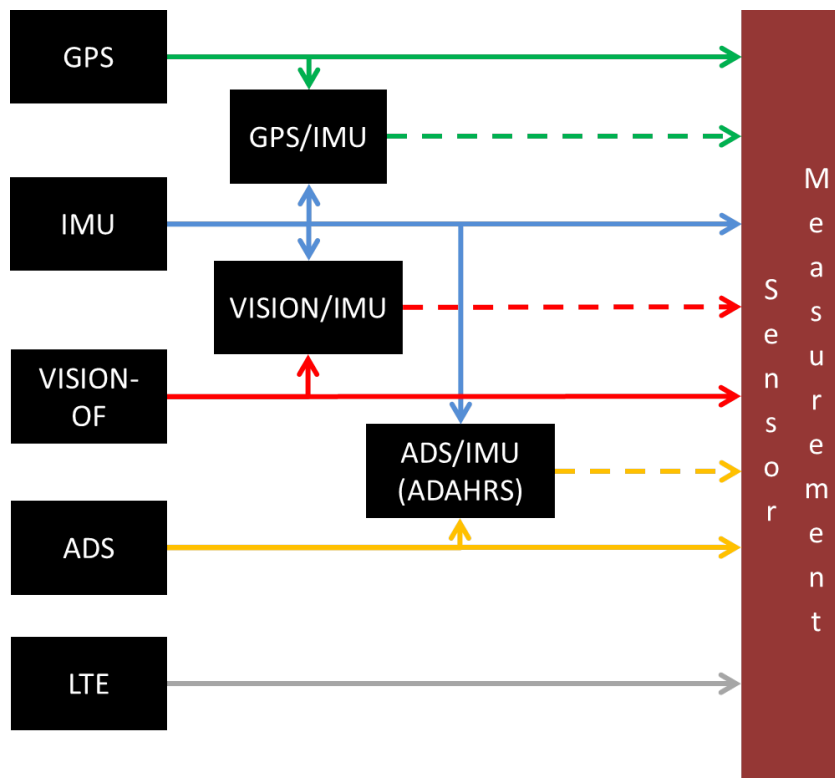 GPS
GPS/IMU
IMU
VISION/IMU
VISION-
OF
ADS/IMU
(ADAHRS)
ADS
LTE
Sensor
Measurement